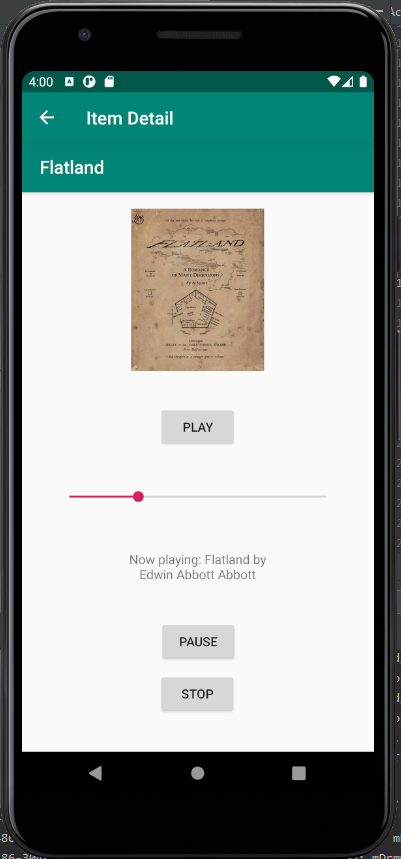 4:00
Item Detail
Flatland
FLATLAND
A ROMANCE
OF MANY DIMENSIONS
PLAY
Now playing: Flatland by
Edwin Abbott Abbott
PAUSE
STOP